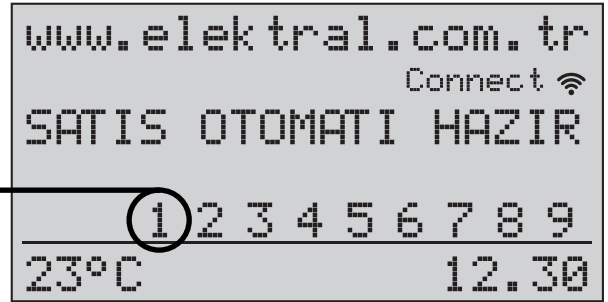 www.elektral.com.tr
Connect
SATIS OTOMATI HAZIR
1 2 3 4 5 6 7 8 9
23°C 12.30